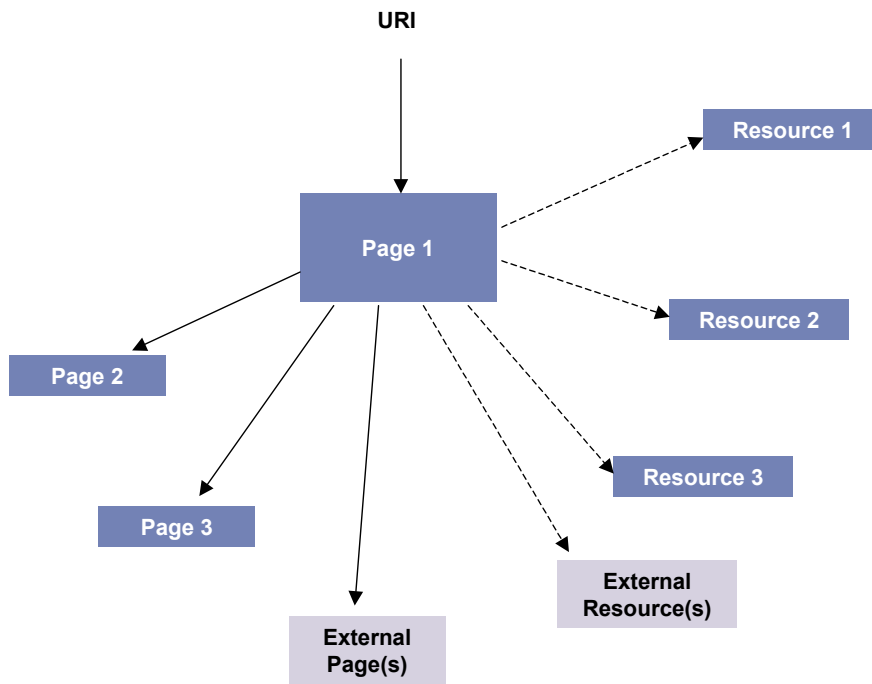 URI
Resource 1
Page 1
Resource 2
Page 2
Resource 3
Page 3
External
Resource(s)
External
Page(s)